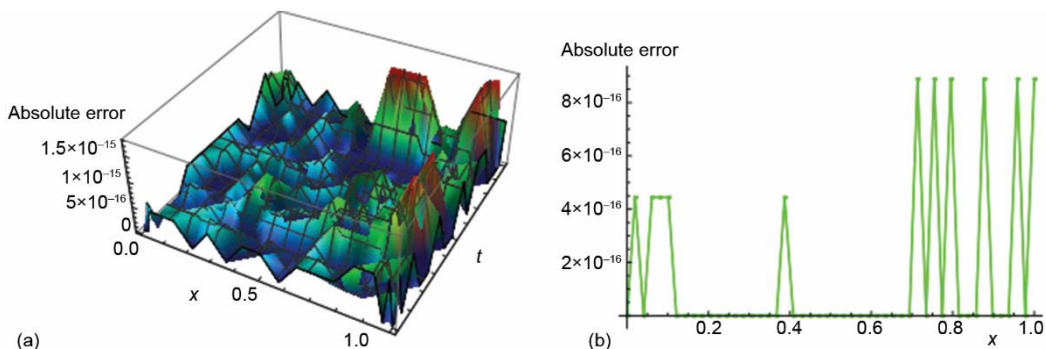 Absolute error
1.5×10⁻¹⁵
1×10⁻¹⁵
5×10⁻¹⁶
0
0.0
x
0.5
1.0
t
(a)
Absolute error
8×10⁻¹⁶
6×10⁻¹⁶
4×10⁻¹⁶
2×10⁻¹⁶
0.2
0.4
0.6
0.8
1.0
x
(b)